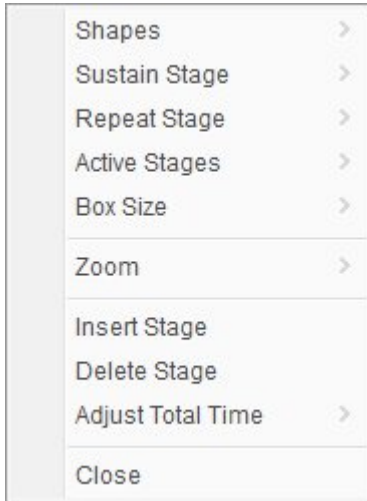 Shapes
Sustain Stage
Repeat Stage
Active Stages
Box Size
Zoom
Insert Stage
Delete Stage
Adjust Total Time
Close